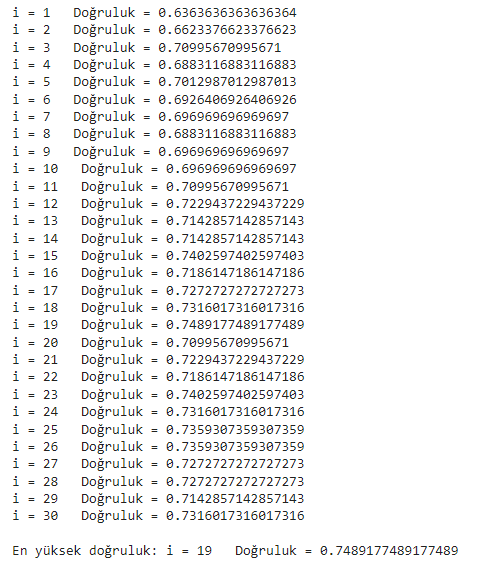 i = 1   Doğruluk = 0.6363636363636364
i = 2   Doğruluk = 0.6623376623376623
i = 3   Doğruluk = 0.70995670995671
i = 4   Doğruluk = 0.6883116883116883
i = 5   Doğruluk = 0.7012987012987013
i = 6   Doğruluk = 0.6926406926406926
i = 7   Doğruluk = 0.696969696969697
i = 8   Doğruluk = 0.6883116883116883
i = 9   Doğruluk = 0.696969696969697
i = 10   Doğruluk = 0.696969696969697
i = 11   Doğruluk = 0.70995670995671
i = 12   Doğruluk = 0.7229437229437229
i = 13   Doğruluk = 0.7142857142857143
i = 14   Doğruluk = 0.7142857142857143
i = 15   Doğruluk = 0.7402597402597403
i = 16   Doğruluk = 0.7186147186147186
i = 17   Doğruluk = 0.7272727272727273
i = 18   Doğruluk = 0.7316017316017316
i = 19   Doğruluk = 0.7489177489177489
i = 20   Doğruluk = 0.70995670995671
i = 21   Doğruluk = 0.7229437229437229
i = 22   Doğruluk = 0.7186147186147186
i = 23   Doğruluk = 0.7402597402597403
i = 24   Doğruluk = 0.7316017316017316
i = 25   Doğruluk = 0.7359307359307359
i = 26   Doğruluk = 0.7359307359307359
i = 27   Doğruluk = 0.7272727272727273
i = 28   Doğruluk = 0.7272727272727273
i = 29   Doğruluk = 0.7142857142857143
i = 30   Doğruluk = 0.7316017316017316
En yüksek doğruluk: i = 19   Doğruluk = 0.7489177489177489